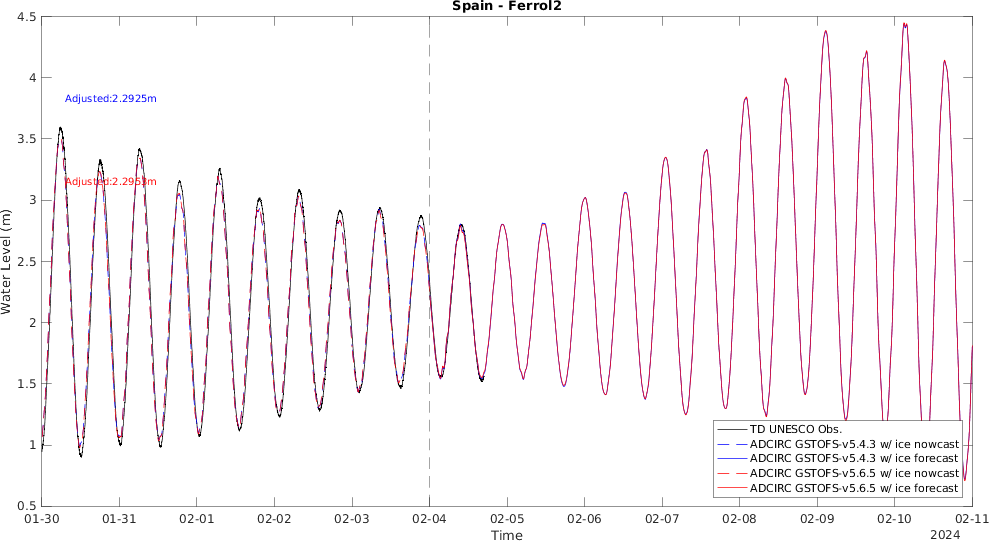 Spain - Ferrol2
4.5
4
3.5
3
2.5
2
1.5
1
0.5
Water Level (m)
Adjusted:2.2925m
Adjusted:2.2953m
TD UNESCO Obs.
ADCIRC GSTOFS-v5.4.3 w/ ice nowcast
ADCIRC GSTOFS-v5.4.3 w/ ice forecast
ADCIRC GSTOFS-v5.6.5 w/ ice nowcast
ADCIRC GSTOFS-v5.6.5 w/ ice forecast
01-30 01-31 02-01 02-02 02-03 02-04 02-05 02-06 02-07 02-08 02-09 02-10 02-11
Time
2024